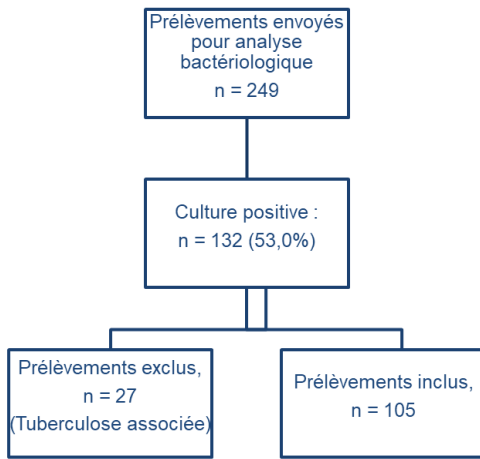 Prélèvements envoyés
pour analyse
bactériologique
n = 249
Culture positive :
n = 132 (53,0%)
Prélèvements exclus,
n = 27
(Tuberculose associée)
Prélèvements inclus,
n = 105